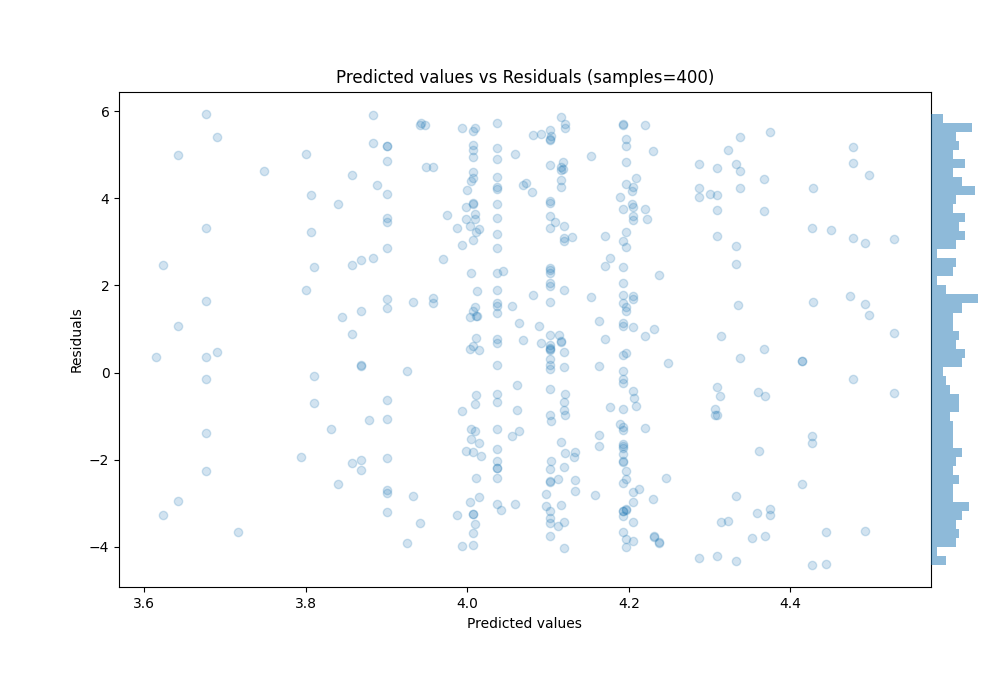 Predicted values vs Residuals (samples=400)
6
4
2
0
−2
−4
Residuals
3.6 3.8 4.0 4.2 4.4
Predicted values